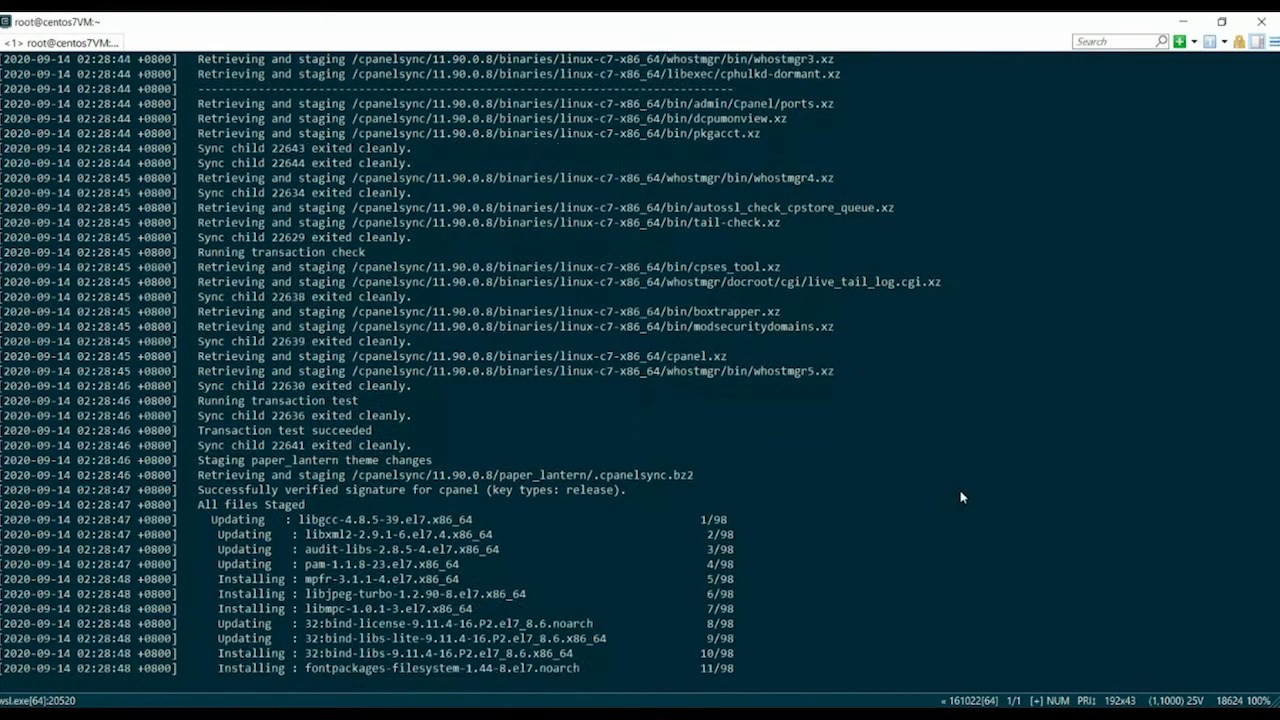 root@centos7VM:~
<1> root@centos7VM:...
Search
[2020-09-14 02:28:44 +0800] Retrieving and staging /cpanelsync/11.90.0.8/binaries/linux-c7-x86_64/whostmgr/bin/whostmgr3.xz
[2020-09-14 02:28:44 +0800] Retrieving and staging /cpanelsync/11.90.0.8/binaries/linux-c7-x86_64/libexec/cphulkd-dormant.xz
[2020-09-14 02:28:44 +0800] --------------------------------------------------------------------------------
[2020-09-14 02:28:44 +0800] Retrieving and staging /cpanelsync/11.90.0.8/binaries/linux-c7-x86_64/bin/admin/Cpanel/ports.xz
[2020-09-14 02:28:44 +0800] Retrieving and staging /cpanelsync/11.90.0.8/binaries/linux-c7-x86_64/bin/dcpumonview.xz
[2020-09-14 02:28:44 +0800] Retrieving and staging /cpanelsync/11.90.0.8/binaries/linux-c7-x86_64/bin/pkgacct.xz
[2020-09-14 02:28:44 +0800] Sync child 22643 exited cleanly.
[2020-09-14 02:28:44 +0800] Sync child 22644 exited cleanly.
[2020-09-14 02:28:45 +0800] Retrieving and staging /cpanelsync/11.90.0.8/binaries/linux-c7-x86_64/whostmgr/bin/whostmgr4.xz
[2020-09-14 02:28:45 +0800] Sync child 22634 exited cleanly.
[2020-09-14 02:28:45 +0800] Retrieving and staging /cpanelsync/11.90.0.8/binaries/linux-c7-x86_64/bin/autossl_check_cpstore_queue.xz
[2020-09-14 02:28:45 +0800] Retrieving and staging /cpanelsync/11.90.0.8/binaries/linux-c7-x86_64/bin/tail-check.xz
[2020-09-14 02:28:45 +0800] Sync child 22629 exited cleanly.
[2020-09-14 02:28:45 +0800] Running transaction check
[2020-09-14 02:28:45 +0800] Retrieving and staging /cpanelsync/11.90.0.8/binaries/linux-c7-x86_64/bin/cpses_tool.xz
[2020-09-14 02:28:45 +0800] Retrieving and staging /cpanelsync/11.90.0.8/binaries/linux-c7-x86_64/whostmgr/docroot/cgi/live_tail_log.cgi.xz
[2020-09-14 02:28:45 +0800] Sync child 22638 exited cleanly.
[2020-09-14 02:28:45 +0800] Retrieving and staging /cpanelsync/11.90.0.8/binaries/linux-c7-x86_64/bin/boxtrapper.xz
[2020-09-14 02:28:45 +0800] Retrieving and staging /cpanelsync/11.90.0.8/binaries/linux-c7-x86_64/bin/modsecuritydomains.xz
[2020-09-14 02:28:45 +0800] Sync child 22639 exited cleanly.
[2020-09-14 02:28:45 +0800] Retrieving and staging /cpanelsync/11.90.0.8/binaries/linux-c7-x86_64/cpanel.xz
[2020-09-14 02:28:45 +0800] Retrieving and staging /cpanelsync/11.90.0.8/binaries/linux-c7-x86_64/whostmgr/bin/whostmgr5.xz
[2020-09-14 02:28:46 +0800] Sync child 22630 exited cleanly.
[2020-09-14 02:28:46 +0800] Running transaction test
[2020-09-14 02:28:46 +0800] Sync child 22636 exited cleanly.
[2020-09-14 02:28:46 +0800] Transaction test succeeded
[2020-09-14 02:28:46 +0800] Sync child 22641 exited cleanly.
[2020-09-14 02:28:46 +0800] Staging paper_lantern theme changes
[2020-09-14 02:28:46 +0800] Retrieving and staging /cpanelsync/11.90.0.8/paper_lantern/.cpanelsync.bz2
[2020-09-14 02:28:47 +0800] Successfully verified signature for cpanel (key types: release).
[2020-09-14 02:28:47 +0800] All files Staged
[2020-09-14 02:28:47 +0800] Updating : libgcc-4.8.5-39.el7.x86_64 1/98
[2020-09-14 02:28:47 +0800] Updating : libxml2-2.9.1-6.el7.4.x86_64 2/98
[2020-09-14 02:28:47 +0800] Updating : audit-libs-2.8.5-4.el7.x86_64 3/98
[2020-09-14 02:28:48 +0800] Updating : pam-1.1.8-23.el7.x86_64 4/98
[2020-09-14 02:28:48 +0800] Installing : mpfr-3.1.1-4.el7.x86_64 5/98
[2020-09-14 02:28:48 +0800] Installing : libjpeg-turbo-1.2.90-8.el7.x86_64 6/98
[2020-09-14 02:28:48 +0800] Installing : libmpc-1.0.1-3.el7.x86_64 7/98
[2020-09-14 02:28:48 +0800] Updating : 32:bind-license-9.11.4-16.P2.el7_8.6.noarch 8/98
[2020-09-14 02:28:48 +0800] Updating : 32:bind-libs-lite-9.11.4-16.P2.el7_8.6.x86_64 9/98
[2020-09-14 02:28:48 +0800] Installing : 32:bind-libs-9.11.4-16.P2.el7_8.6.x86_64 10/98
[2020-09-14 02:28:48 +0800] Installing : fontpackages-filesystem-1.44-8.el7.noarch 11/98
wsl.exe[64]:20520 « 161022[64] 1/1 [+] NUM PRI↕ 192x43 (1,1000) 25V 18624 100%